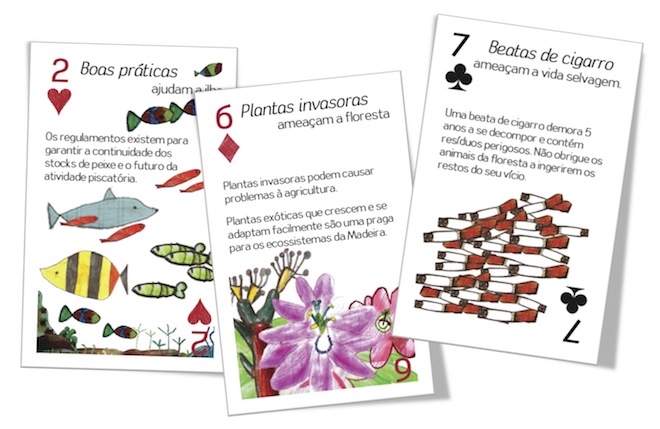 2
Boas práticas
ajudam a
Os regulamentos existem para
garantir a continuidade dos
stocks de peixe e o futuro da
atividade piscatória.
2
6
Plantas invasoras
ameaçam a floresta
Plantas invasoras podem causar
problemas à agricultura.
Plantas exóticas que crescem e se
adaptam facilmente são uma praga
para os ecossistemas da Madeira.
6
7
Beatas de cigarro
ameaçam a vida selvagem.
Uma beata de cigarro demora 5
anos a se decompor e contém
resíduos perigosos. Não obrigue os
animais da floresta a ingerirem os
restos do seu vício.
7